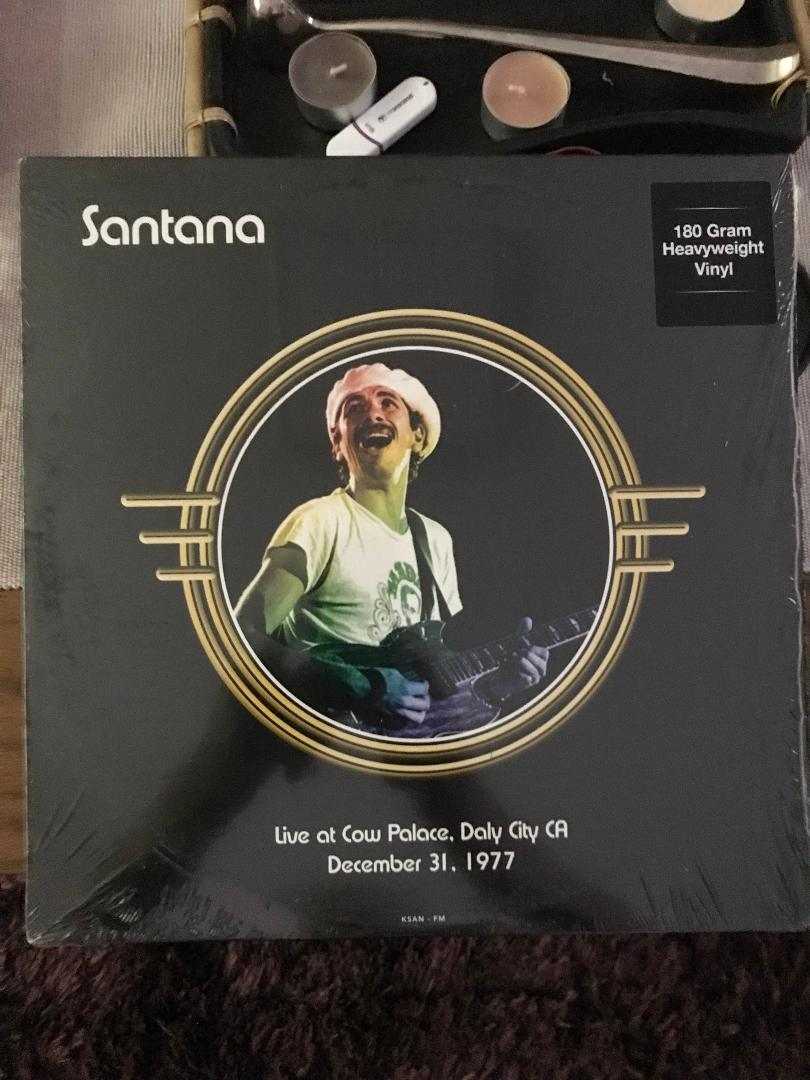 Santana
180 Gram
Heavyweight
Vinyl
Live at Cow Palace, Daly City CA
December 31, 1977
KSAN - FM